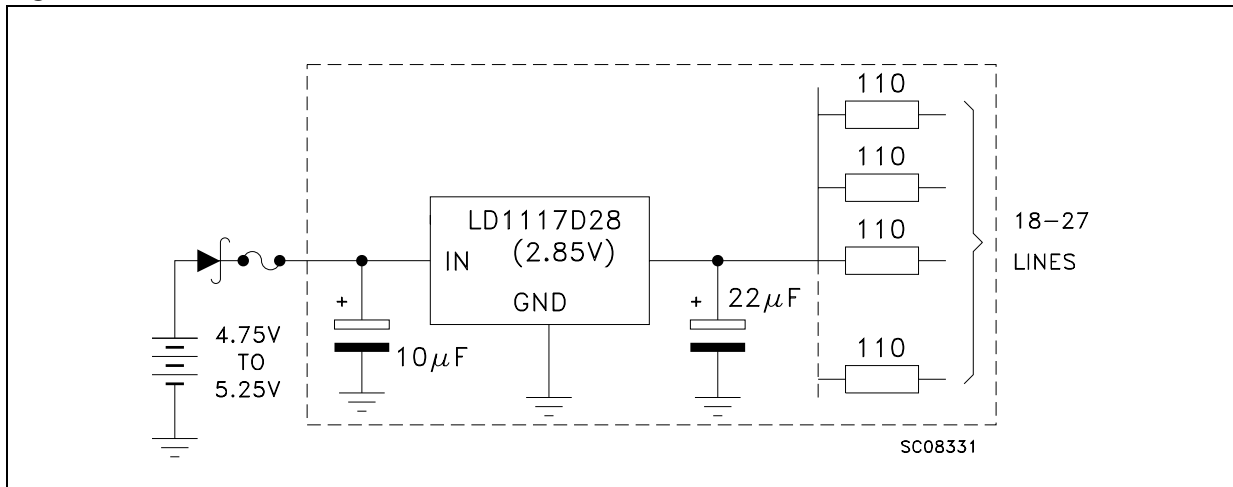 110
110
110
110
18-27
LINES
LD1117D28
(2.85V)
IN
GND
+
10μF
+
22μF
4.75V
TO
5.25V
SC08331